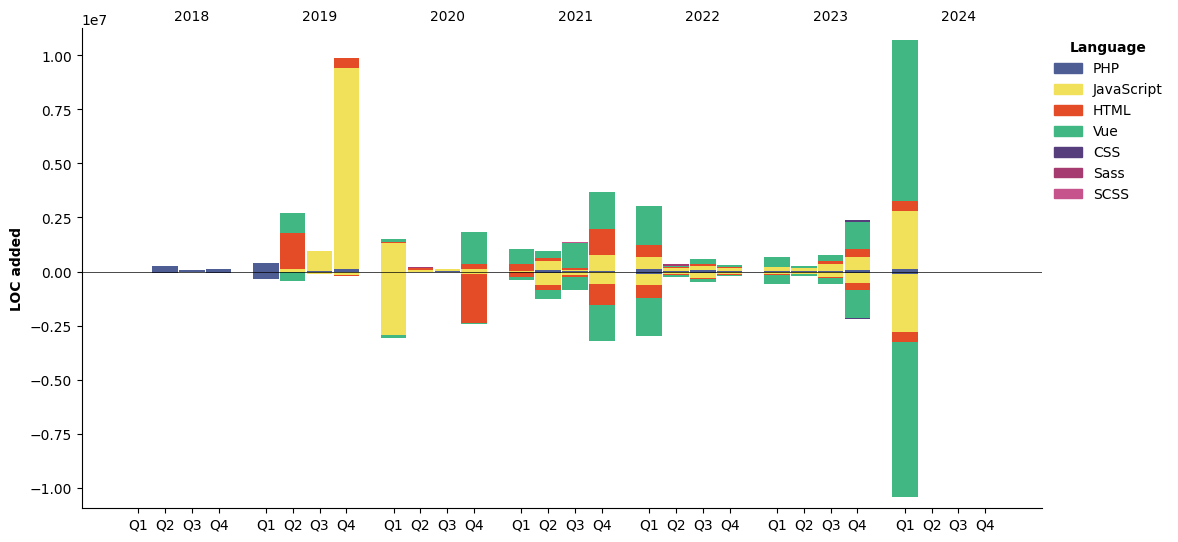 1e7
2018 2019 2020 2021 2022 2023 2024
1.00
0.75
0.50
0.25
0.00
−0.25
−0.50
−0.75
−1.00
LOC added
Q1 Q2 Q3 Q4 Q1 Q2 Q3 Q4 Q1 Q2 Q3 Q4 Q1 Q2 Q3 Q4 Q1 Q2 Q3 Q4 Q1 Q2 Q3 Q4 Q1 Q2 Q3 Q4
Language
PHP
JavaScript
HTML
Vue
CSS
Sass
SCSS